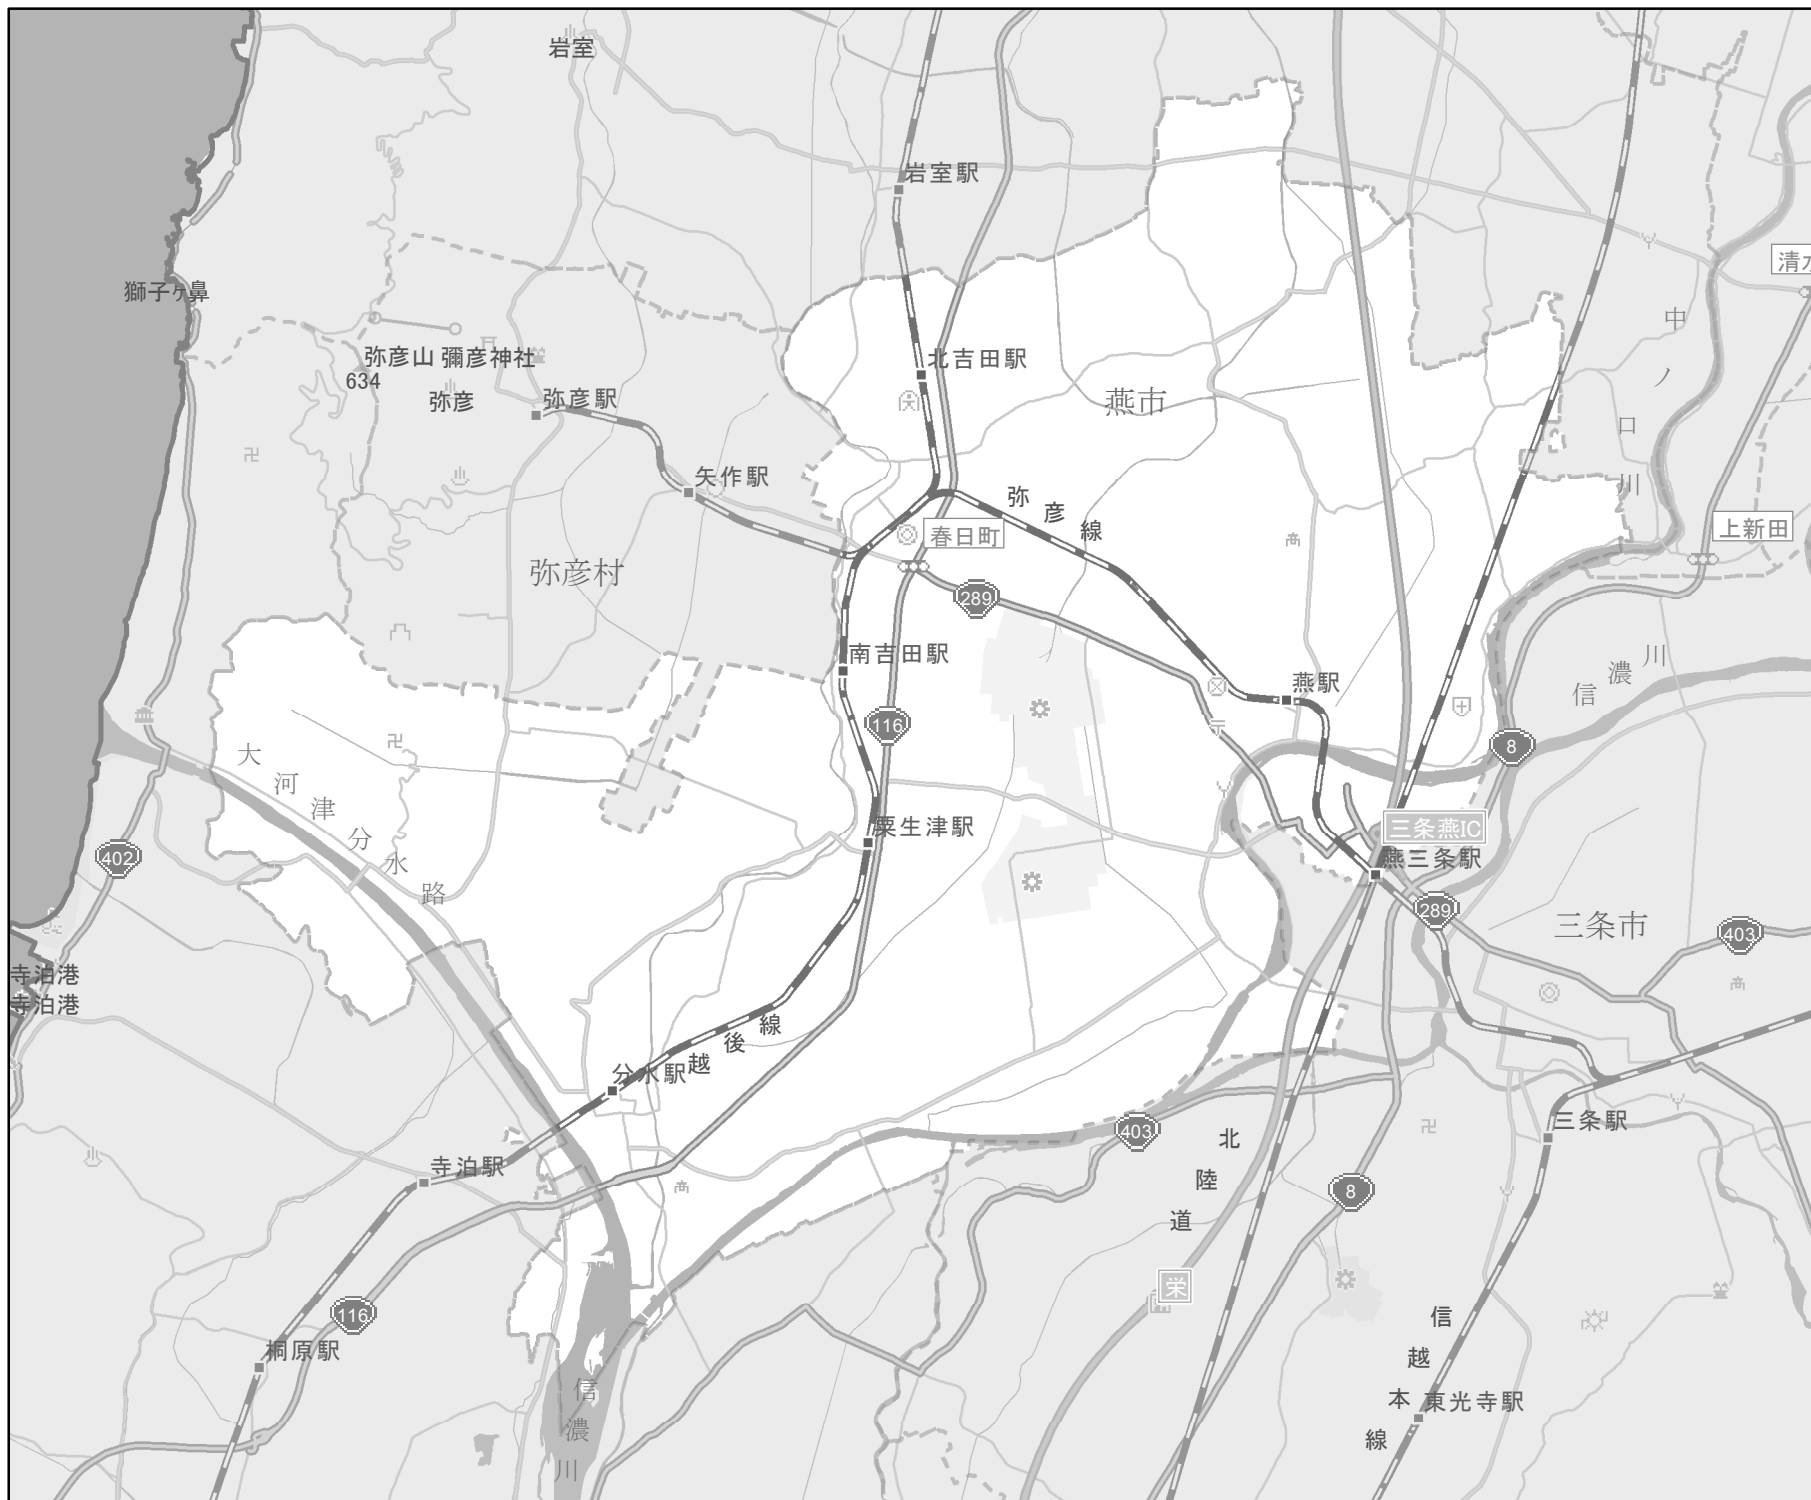 岩室
岩室駅
清
獅子ヶ鼻
中ノ口川
弥彦山 彌彦神社
634
弥彦
北吉田駅
燕市
弥彦駅
矢作駅
弥彦線
春日町
上新田
弥彦村
289
南吉田駅
燕駅
信濃川
116
8
大河津分水路
粟生津駅
三条燕IC
燕三条駅
402
289
三条市
403
寺泊港
寺泊港
越後線
分水駅
三条駅
403
北陸道
寺泊駅
8
栄
116
桐原駅
信越本線
東光寺駅
信濃川